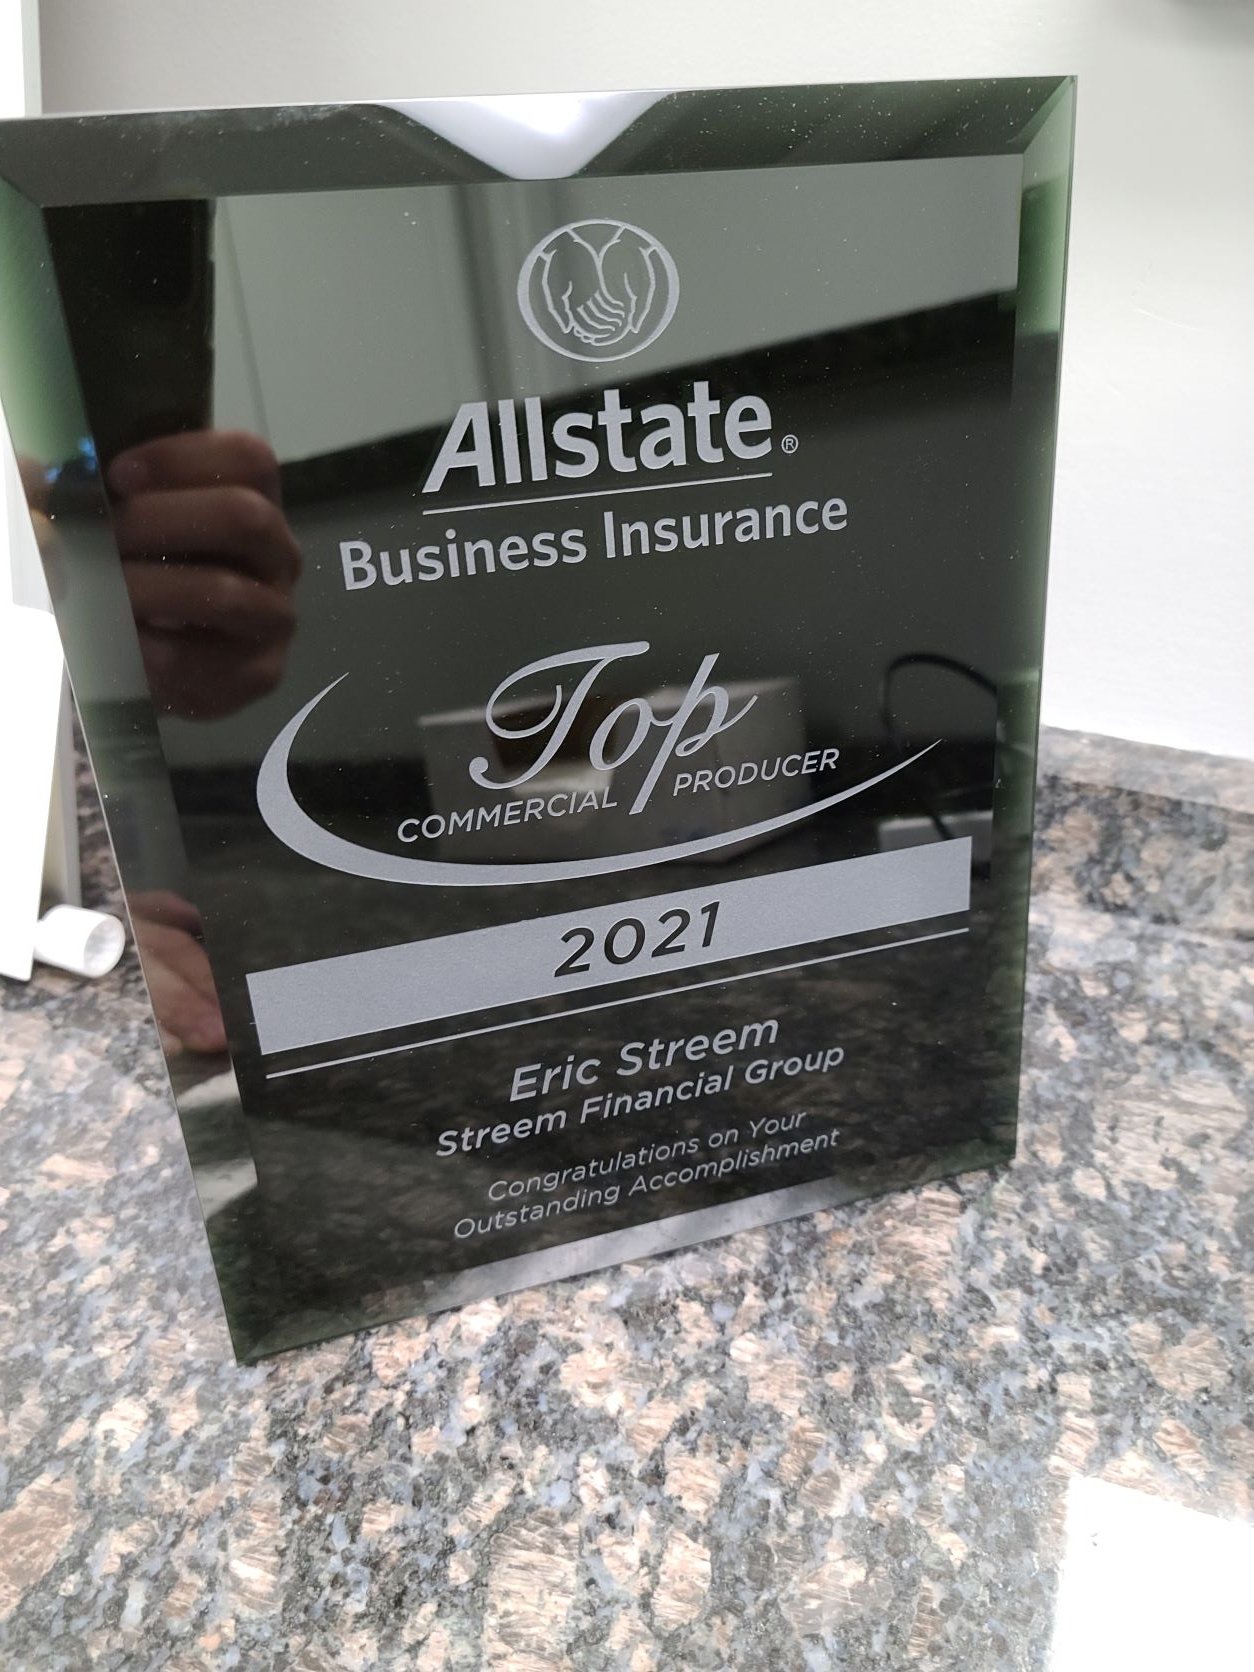 Allstate®
Business Insurance
Top
COMMERCIAL PRODUCER
2021
Eric Streem
Streem Financial Group
Congratulations on Your
Outstanding Accomplishment